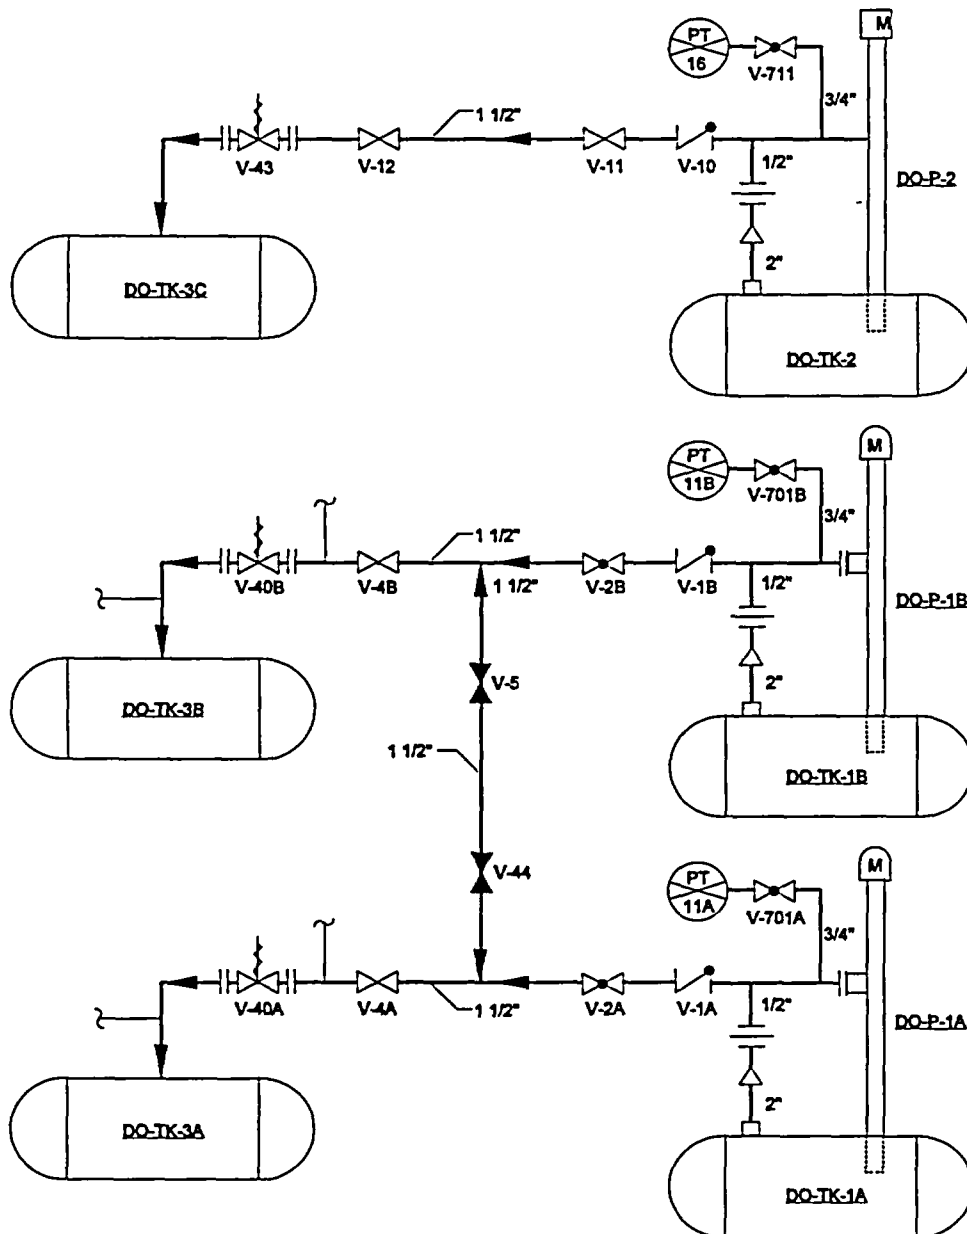 M
PT
16
V-711
3/4"
1 1/2"
V-43
V-12
V-11
V-10
1/2"
DO-P-2
2"
DO-TK-3C
DO-TK-2
M
PT
11B
V-701B
3/4"
1 1/2"
V-40B
V-4B
1 1/2"
V-2B
V-1B
1/2"
DO-P-1B
2"
V-5
DO-TK-3B
DO-TK-1B
1 1/2"
V-44
M
PT
11A
V-701A
3/4"
V-40A
V-4A
1 1/2"
V-2A
V-1A
1/2"
DO-P-1A
2"
DO-TK-3A
DO-TK-1A